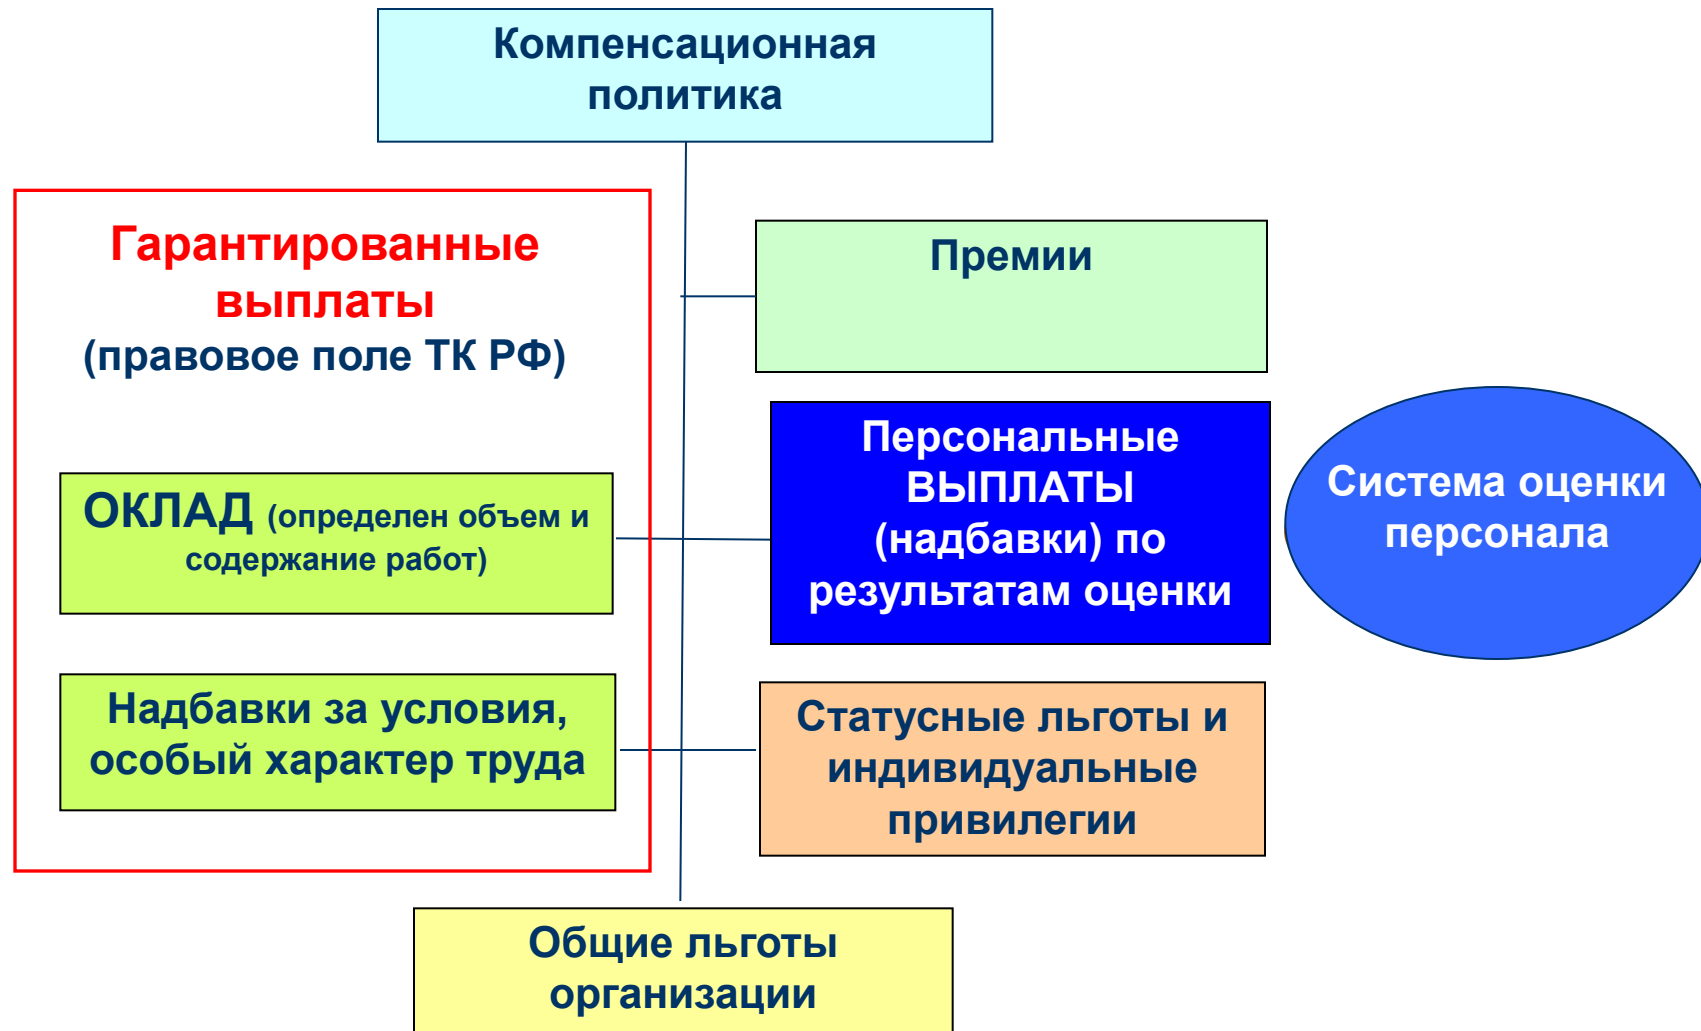 Компенсационная
политика
Гарантированные
выплаты
(правовое поле ТК РФ)
ОКЛАД (определен объем и
содержание работ)
Надбавки за условия,
особый характер труда
Премии
Персональные
ВЫПЛАТЫ
(надбавки) по
результатам оценки
Система оценки
персонала
Статусные льготы и
индивидуальные
привилегии
Общие льготы
организации